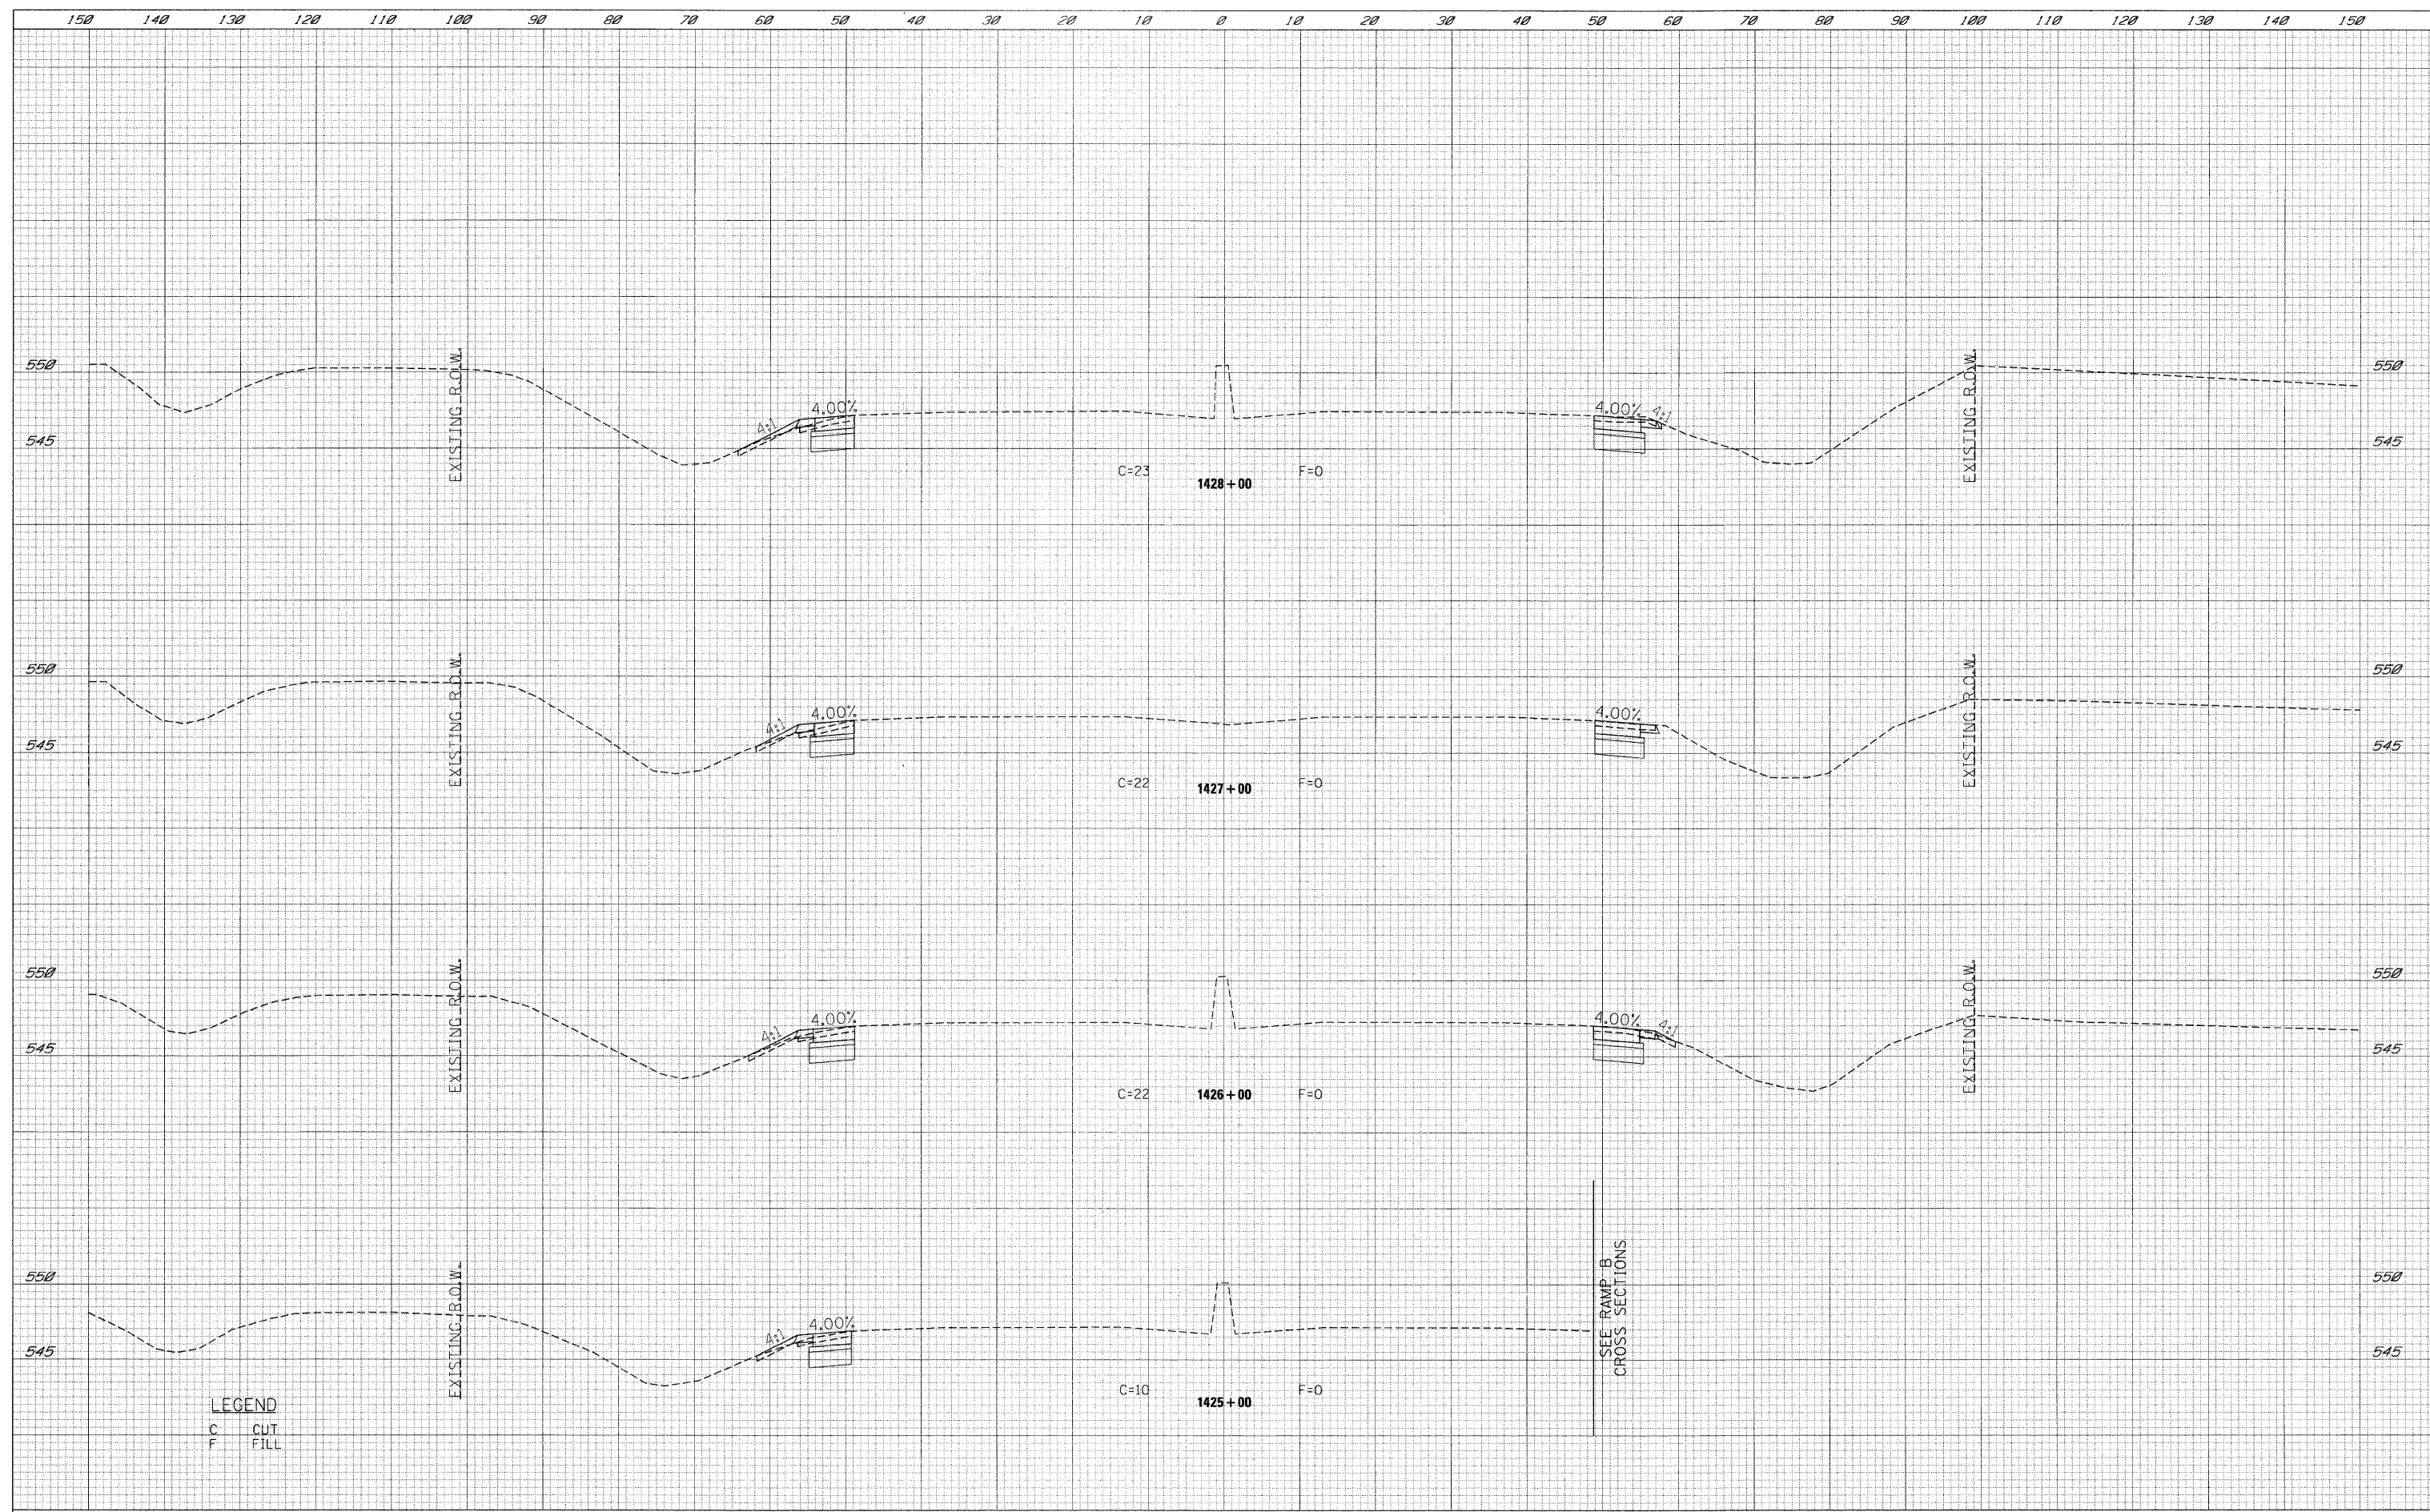 150 140 130 120 110 100 90 80 70 60 50 40 30 20 10 0 10 20 30 40 50 60 70 80 90 100 110 120 130 140 150
550 EXISTING R.O.W. EXISTING R.O.W. 550
4:1 4.00% 4.00% 4:1
545 545
C=23 F=0
1428+00
550 EXISTING R.O.W. EXISTING R.O.W. 550
4:1 4.00% 4.00%
545 545
C=22 1427+00 F=0
550 EXISTING R.O.W. EXISTING R.O.W. 550
4:1 4.00% 4.00% 4:1
545 545
C=22 1426+00 F=0
550 EXISTING R.O.W. 550
SEE RAMP B
CROSS SECTIONS
4:1 4.00%
545 545
C=10 F=0
1425+00
LEGEND
C CUT
F FILL